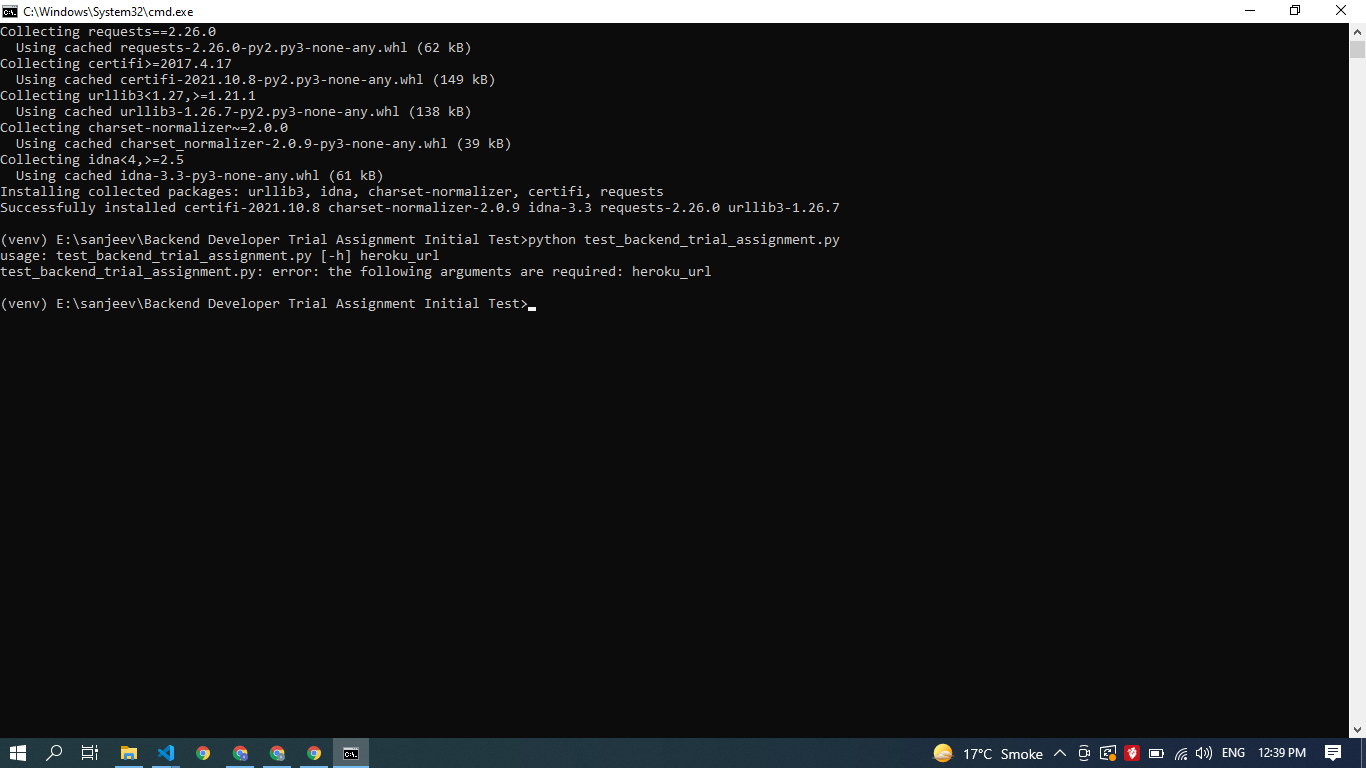 C:\Windows\System32\cmd.exe
Collecting requests==2.26.0
  Using cached requests-2.26.0-py2.py3-none-any.whl (62 kB)
Collecting certifi>=2017.4.17
  Using cached certifi-2021.10.8-py2.py3-none-any.whl (149 kB)
Collecting urllib3<1.27,>=1.21.1
  Using cached urllib3-1.26.7-py2.py3-none-any.whl (138 kB)
Collecting charset-normalizer~=2.0.0
  Using cached charset_normalizer-2.0.9-py3-none-any.whl (39 kB)
Collecting idna<4,>=2.5
  Using cached idna-3.3-py3-none-any.whl (61 kB)
Installing collected packages: urllib3, idna, charset-normalizer, certifi, requests
Successfully installed certifi-2021.10.8 charset-normalizer-2.0.9 idna-3.3 requests-2.26.0 urllib3-1.26.7
(venv) E:\sanjeev\Backend Developer Trial Assignment Initial Test>python test_backend_trial_assignment.py
usage: test_backend_trial_assignment.py [-h] heroku_url
test_backend_trial_assignment.py: error: the following arguments are required: heroku_url
(venv) E:\sanjeev\Backend Developer Trial Assignment Initial Test>
17°C Smoke ENG 12:39 PM